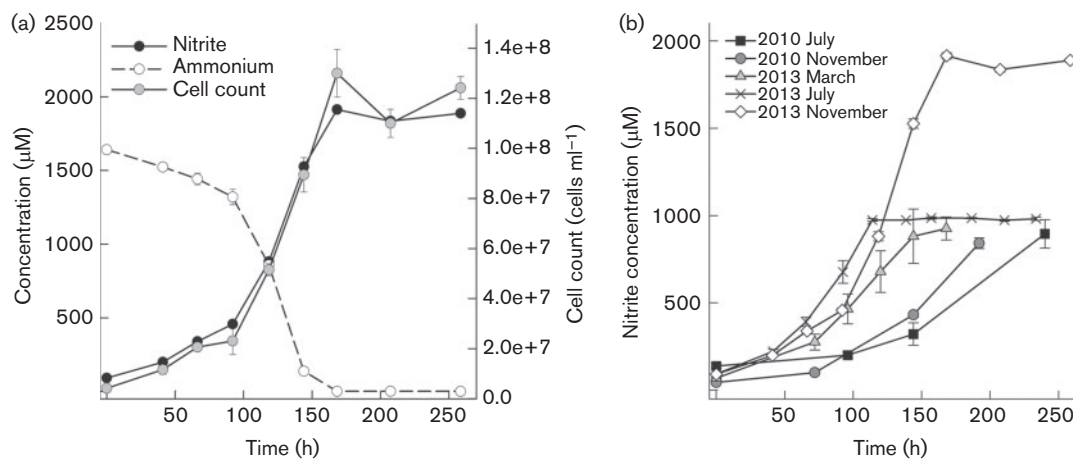 (a)
2500
2000
1500
1000
500
Concentration (μM)
Nitrite
Ammonium
Cell count
1.4e+8
1.2e+8
1.0e+8
8.0e+7
6.0e+7
4.0e+7
2.0e+7
0.0
Cell count (cells ml⁻¹)
50 100 150 200 250
Time (h)
(b)
2000
1500
1000
500
Nitrite concentration (μM)
2010 July
2010 November
2013 March
2013 July
2013 November
50 100 150 200 250
Time (h)